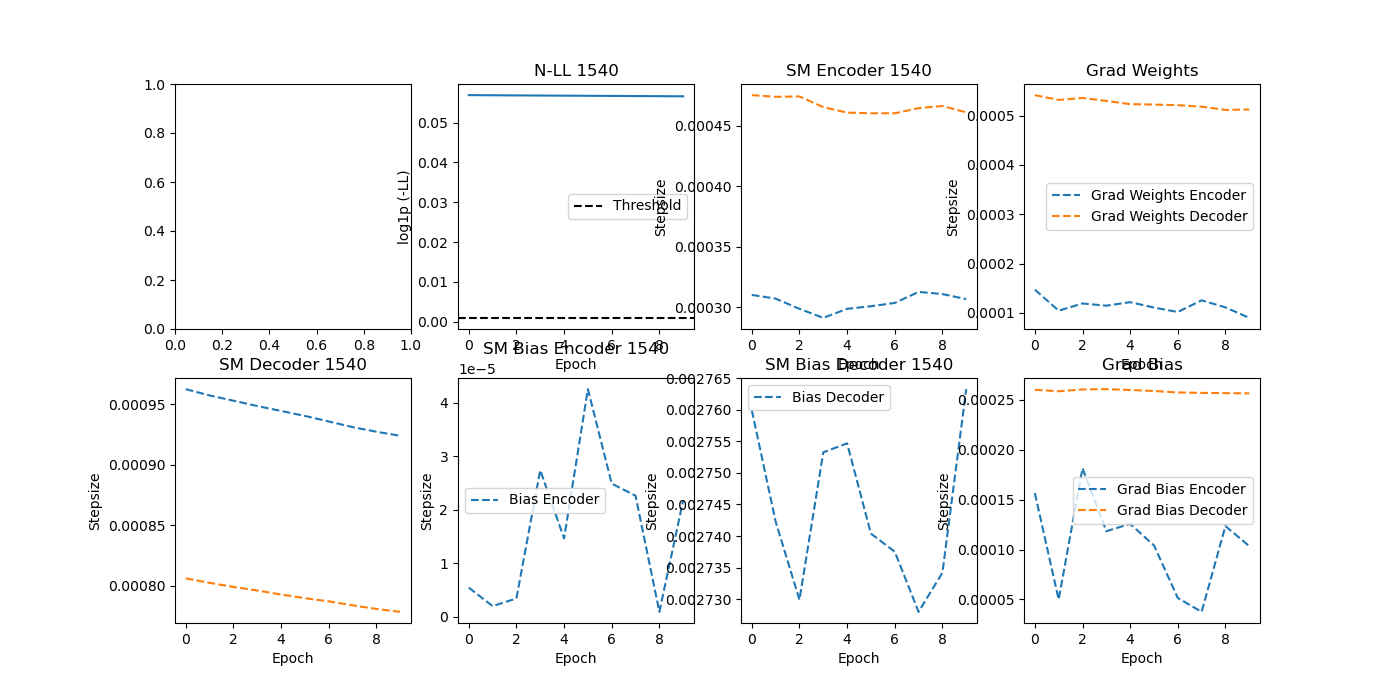 1.0
0.8
0.6
0.4
0.2
0.0
0.0 0.2 0.4 0.6 0.8 1.0
N-LL 1540
log1p (-LL)
0.05
0.04
0.03
0.02
0.01
0.00
Threshold
0 2 4 6 8
Epoch
SM Encoder 1540
Stepsize
0.00045
0.00040
0.00035
0.00030
0 2 4 6 8
Epoch
Grad Weights
Stepsize
0.0005
0.0004
0.0003
0.0002
0.0001
Grad Weights Encoder
Grad Weights Decoder
0 2 4 6 8
Epoch
SM Decoder 1540
Stepsize
0.00095
0.00090
0.00085
0.00080
0 2 4 6 8
Epoch
SM Bias Encoder 1540
1e−5
Stepsize
4
3
2
1
0
Bias Encoder
0 2 4 6 8
Epoch
SM Bias Decoder 1540
Stepsize
0.002765
0.002760
0.002755
0.002750
0.002745
0.002740
0.002735
0.002730
Bias Decoder
0 2 4 6 8
Epoch
Grad Bias
Stepsize
0.00025
0.00020
0.00015
0.00010
0.00005
Grad Bias Encoder
Grad Bias Decoder
0 2 4 6 8
Epoch